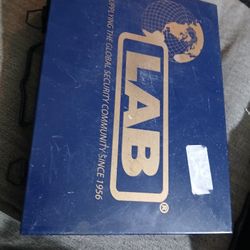 LAB
®
SUPPLYING THE GLOBAL SECURITY COMMUNITY SINCE 1956